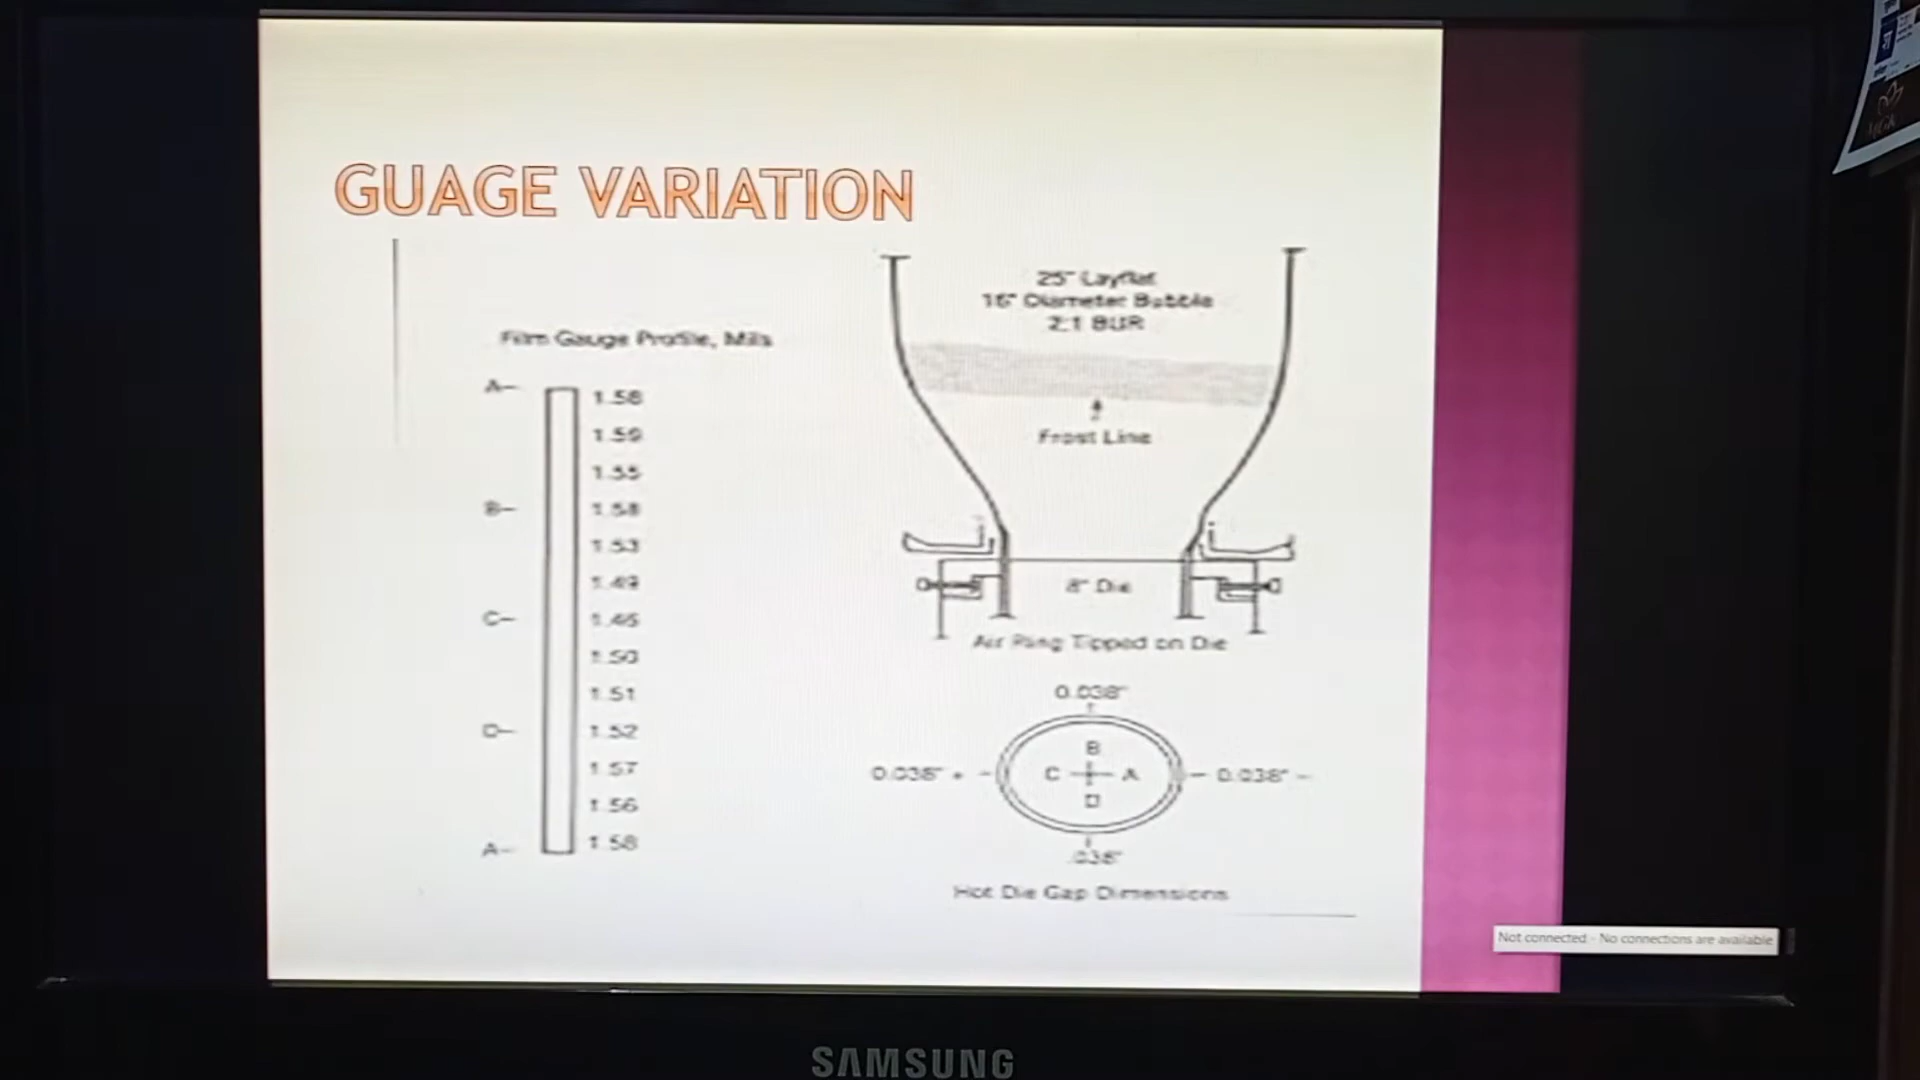 GUAGE VARIATION
Film Gauge Profile, Mils
A-
1.58
1.59
1.55
B-
1.58
1.53
1.49
C-
1.46
1.50
1.51
D-
1.52
1.57
1.56
A-
1.58
25" Layflat
16" Diameter Bubble
2:1 BUR
Frost Line
8" Die
Air Ring Tipped on Die
0.038"
B
0.038" +
C
A
0.038" -
D
.038"
Hot Die Gap Dimensions
Not connected - No connections are available
SAMSUNG